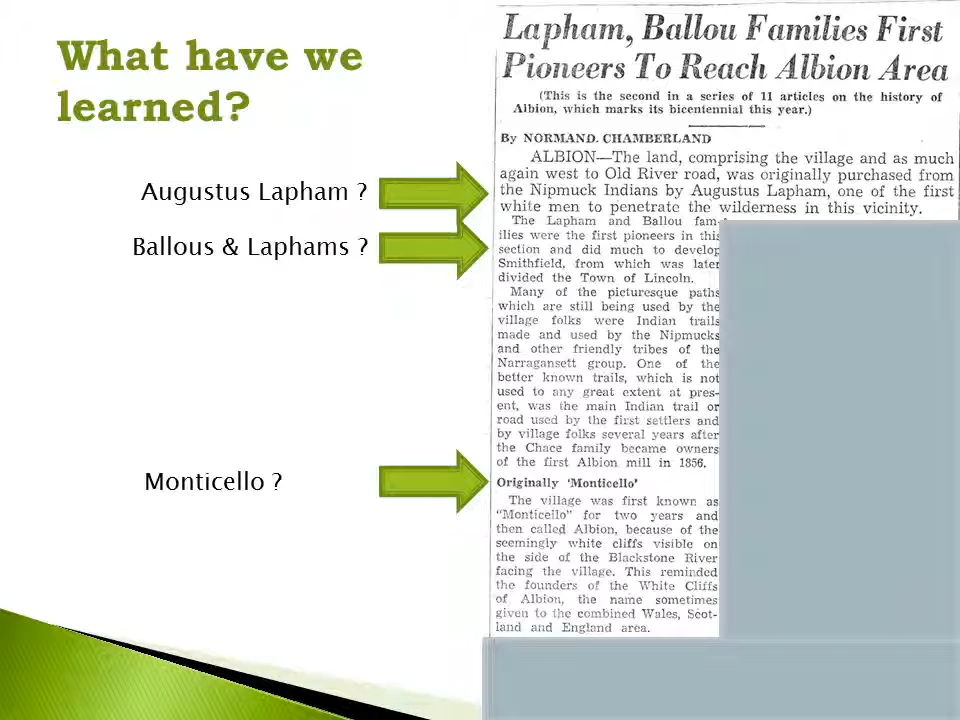 What have we
learned?
Augustus Lapham ?
Ballous & Laphams ?
Monticello ?
Lapham, Ballou Families First
Pioneers To Reach Albion Area
(This is the second in a series of 11 articles on the history of
Albion, which marks its bicentennial this year.)
By NORMAND. CHAMBERLAND
ALBION—The land, comprising the village and as much
again west to Old River road, was originally purchased from
the Nipmuck Indians by Augustus Lapham, one of the first
white men to penetrate the wilderness in this vicinity.
The Lapham and Ballou fam-
ilies were the first pioneers in this
section and did much to develop
Smithfield, from which was later
divided the Town of Lincoln.
Many of the picturesque paths
which are still being used by the
village folks were Indian trails
made and used by the Nipmucks
and other friendly tribes of the
Narragansett group. One of the
better known trails, which is not
used to any great extent at pres-
ent, was the main Indian trail or
road used by the first settlers and
by village folks several years after
the Chace family became owners
of the first Albion mill in 1856.
Originally 'Monticello'
The village was first known as
"Monticello" for two years and
then called Albion, because of the
seemingly white cliffs visible on
the side of the Blackstone River
facing the village. This reminded
the founders of the White Cliffs
of Albion, the name sometimes
given to the combined Wales, Scot-
land and England area.